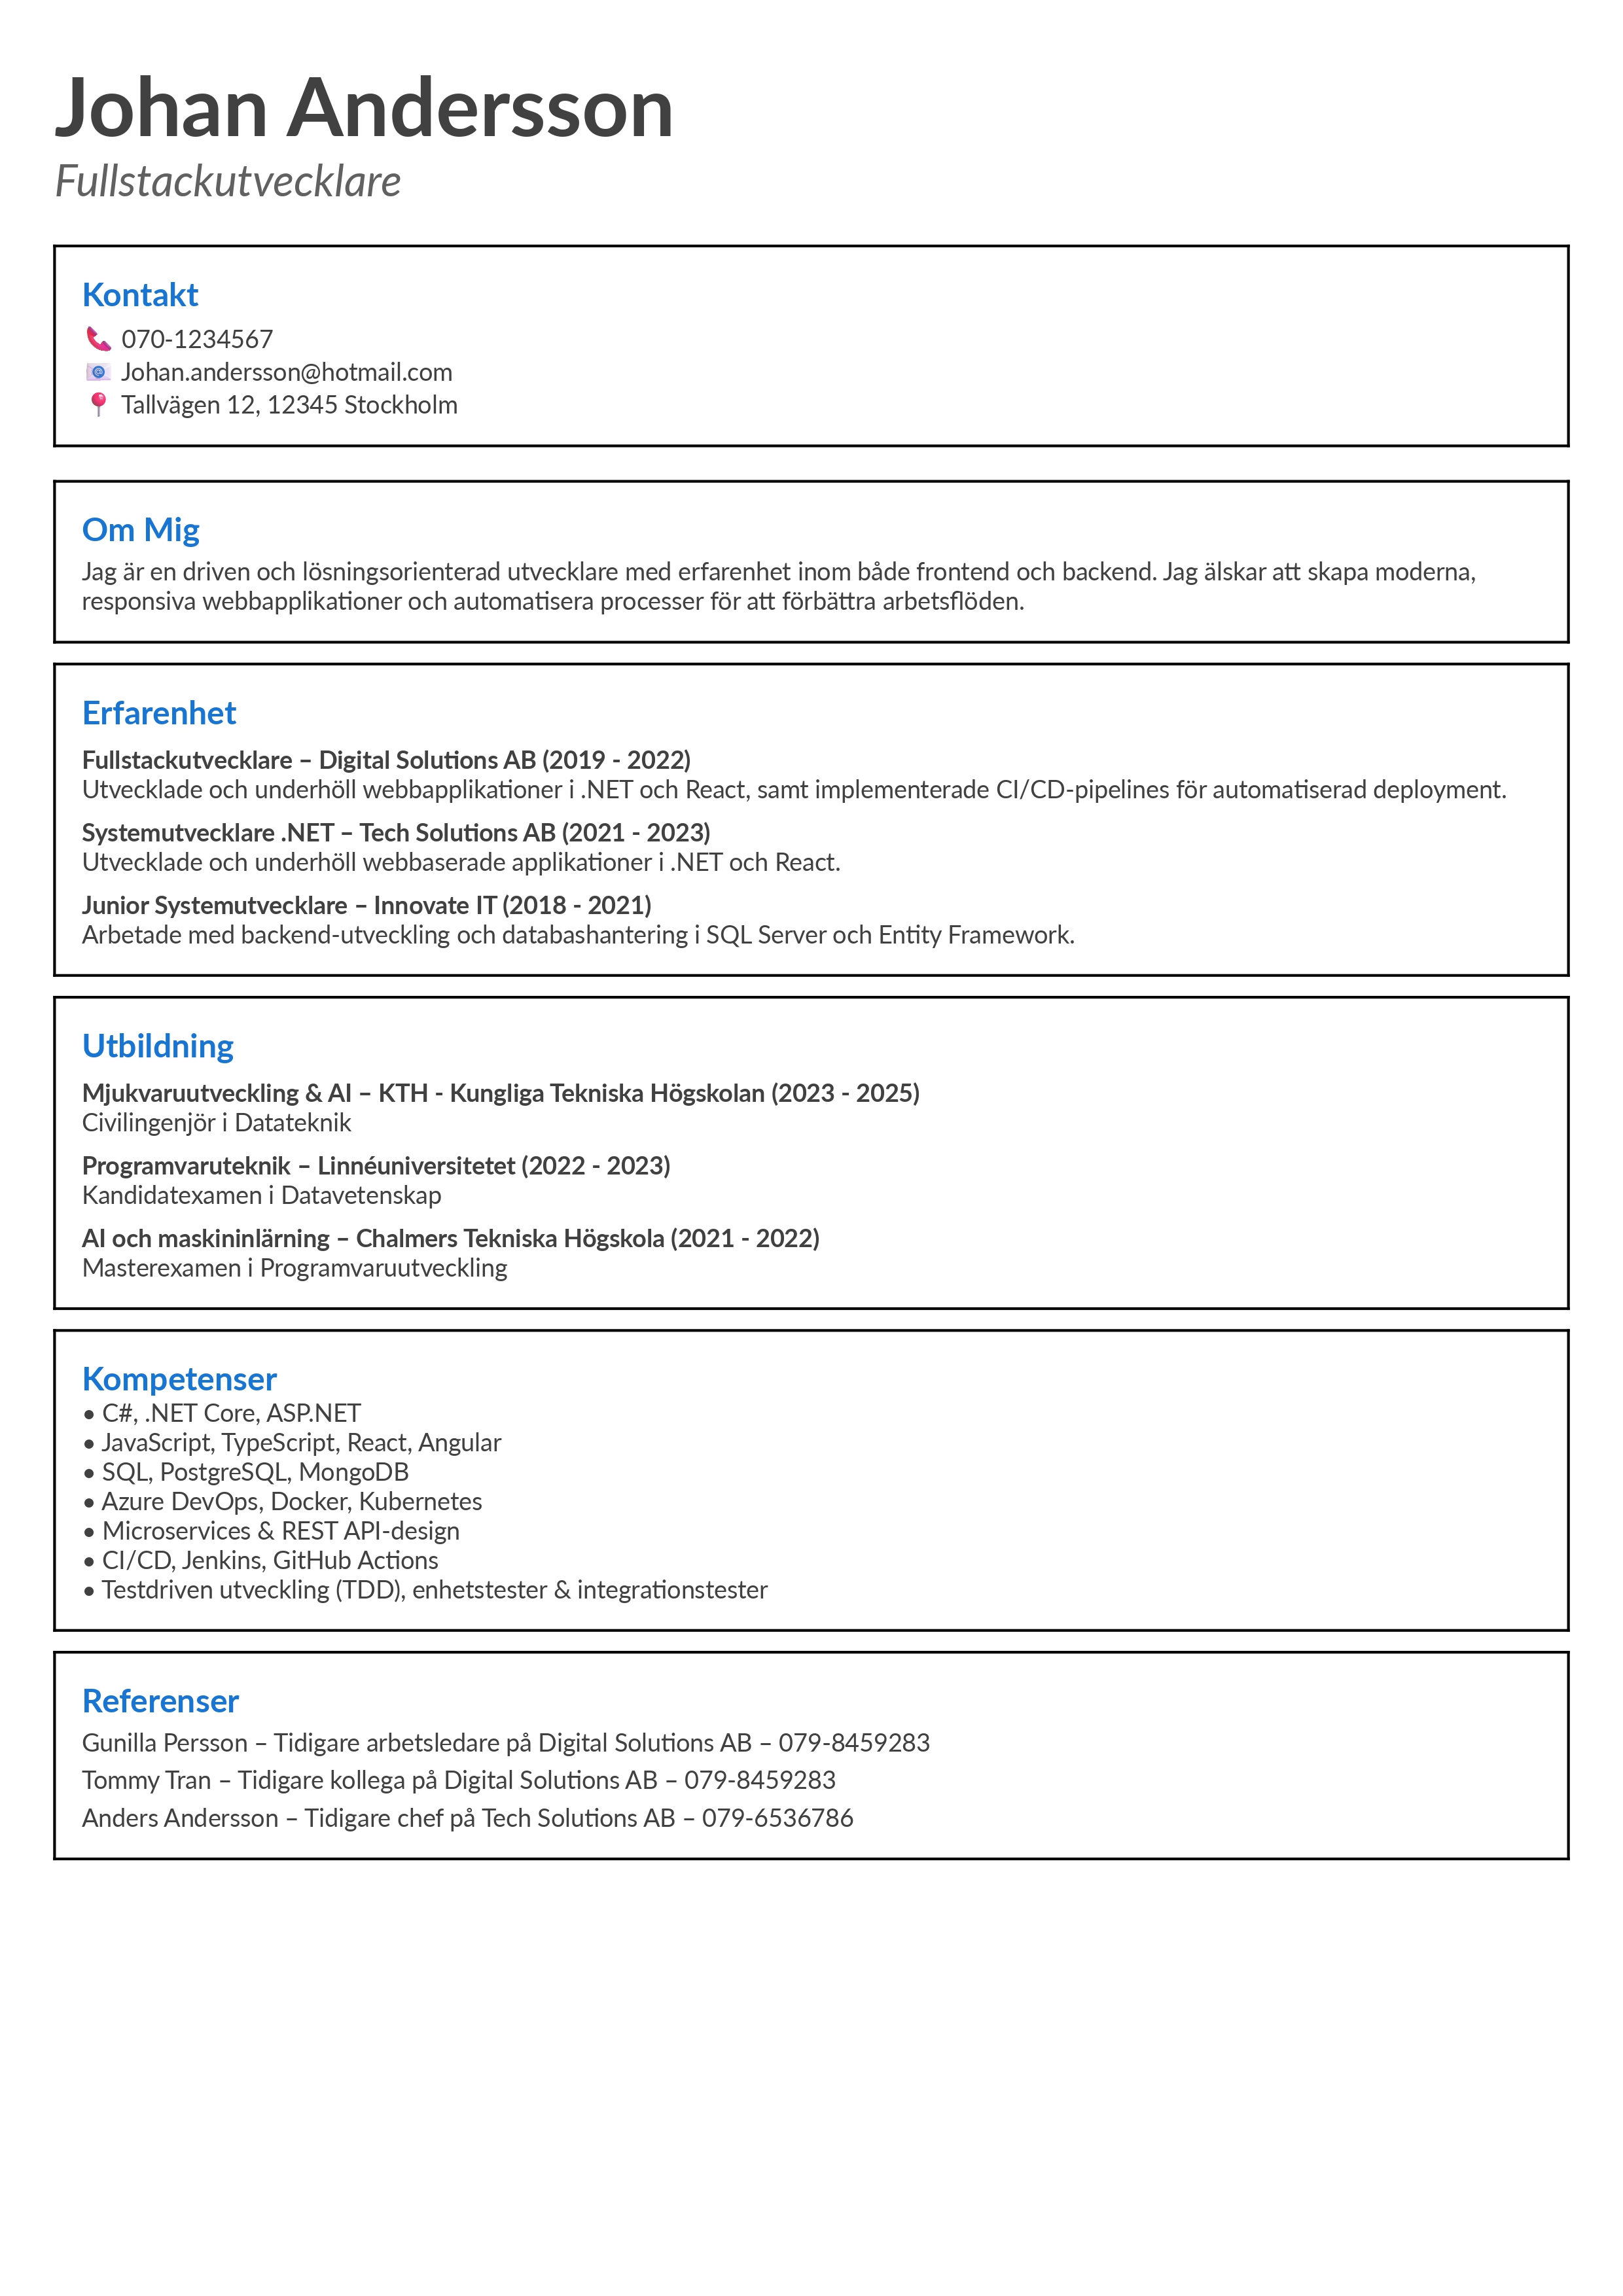 Johan Andersson
Fullstackutvecklare
Kontakt
070-1234567
Johan.andersson@hotmail.com
Tallvägen 12, 12345 Stockholm
Om Mig
Jag är en driven och lösningsorienterad utvecklare med erfarenhet inom både frontend och backend. Jag älskar att skapa moderna,
responsiva webbapplikationer och automatisera processer för att förbättra arbetsflöden.
Erfarenhet
Fullstackutvecklare – Digital Solutions AB (2019 - 2022)
Utvecklade och underhöll webbapplikationer i .NET och React, samt implementerade CI/CD-pipelines för automatiserad deployment.
Systemutvecklare .NET – Tech Solutions AB (2021 - 2023)
Utvecklade och underhöll webbaserade applikationer i .NET och React.
Junior Systemutvecklare – Innovate IT (2018 - 2021)
Arbetade med backend-utveckling och databashantering i SQL Server och Entity Framework.
Utbildning
Mjukvaruutveckling & AI – KTH - Kungliga Tekniska Högskolan (2023 - 2025)
Civilingenjör i Datateknik
Programvaruteknik – Linnéuniversitetet (2022 - 2023)
Kandidatexamen i Datavetenskap
AI och maskininlärning – Chalmers Tekniska Högskola (2021 - 2022)
Masterexamen i Programvaruutveckling
Kompetenser
• C#, .NET Core, ASP.NET
• JavaScript, TypeScript, React, Angular
• SQL, PostgreSQL, MongoDB
• Azure DevOps, Docker, Kubernetes
• Microservices & REST API-design
• CI/CD, Jenkins, GitHub Actions
• Testdriven utveckling (TDD), enhetstester & integrationstester
Referenser
Gunilla Persson – Tidigare arbetsledare på Digital Solutions AB – 079-8459283
Tommy Tran – Tidigare kollega på Digital Solutions AB – 079-8459283
Anders Andersson – Tidigare chef på Tech Solutions AB – 079-6536786